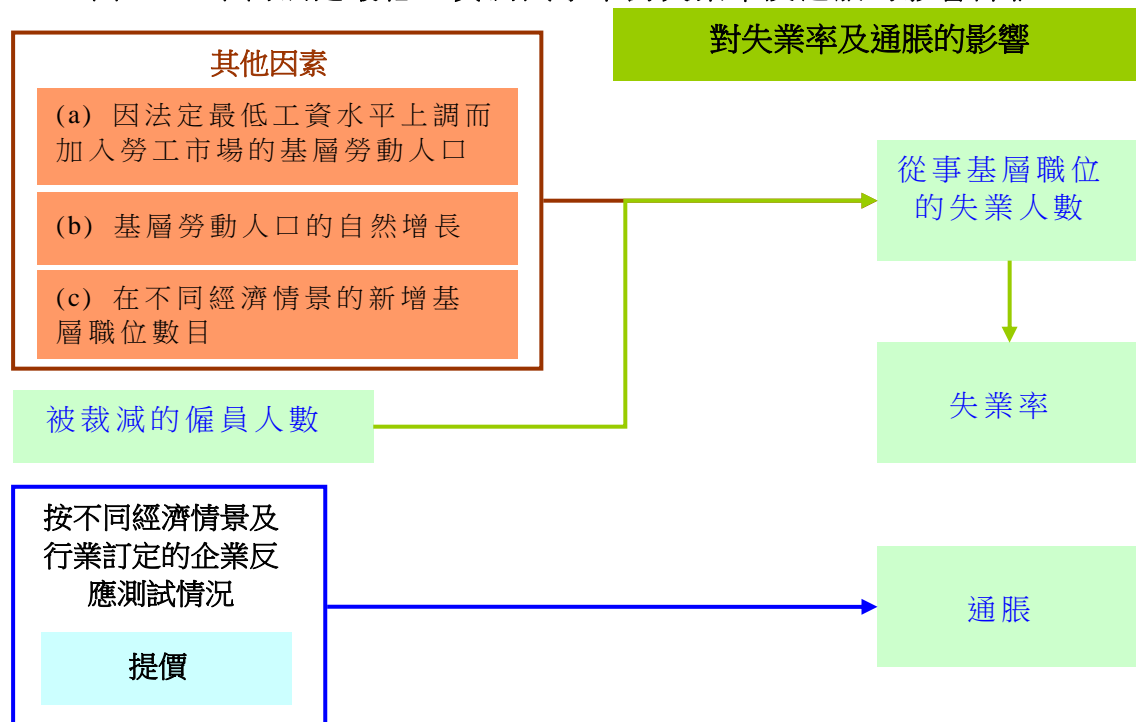 對失業率及通脹的影響
其他因素
(a) 因法定最低工資水平上調而
加入勞工市場的基層勞動人口
(b) 基層勞動人口的自然增長
(c) 在不同經濟情景的新增基
層職位數目
從事基層職位
的失業人數
被裁減的僱員人數
失業率
按不同經濟情景及
行業訂定的企業反
應測試情況
提價
通脹